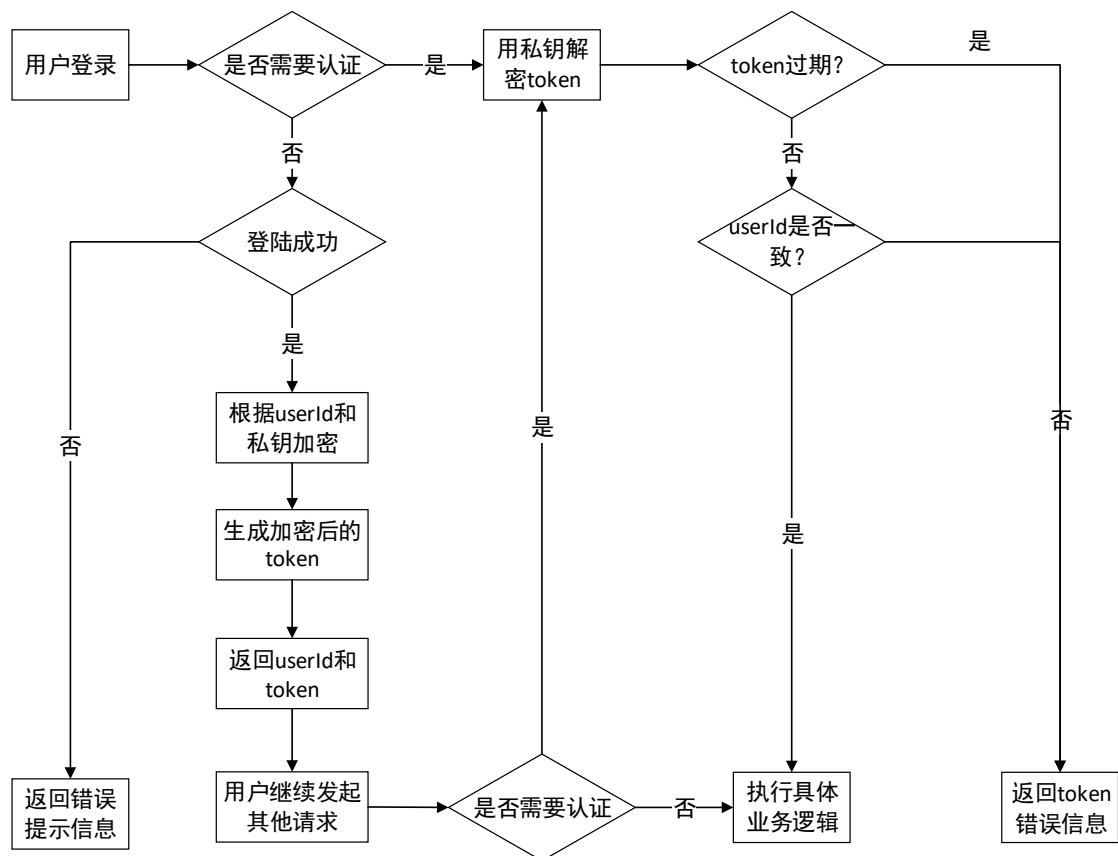 用户登录
是否需要认证
是
用私钥解
密token
token过期？
是
否
否
登陆成功
userId是否一
致？
是
根据userId和
私钥加密
否
是
否
生成加密后的
token
是
返回userId和
token
返回错误
提示信息
用户继续发起
其他请求
是否需要认证
否
执行具体
业务逻辑
返回token
错误信息